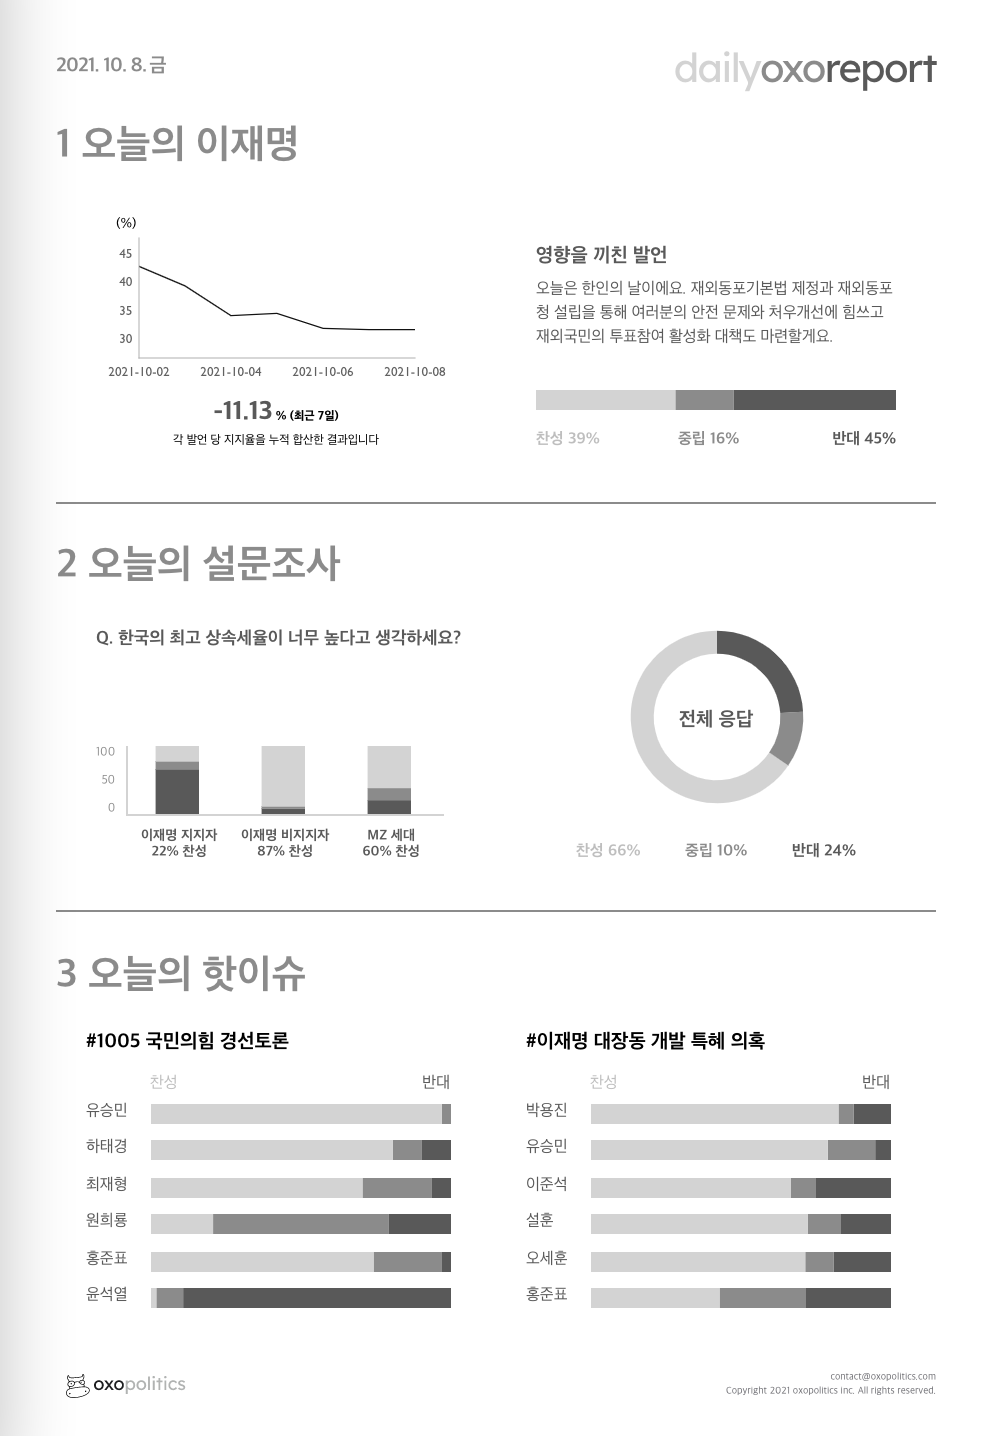 2021. 10. 8. 금
dailyoxoreport
1 오늘의 이재명
(%)
45
40
35
30
2021-10-02 2021-10-04 2021-10-06 2021-10-08
-11.13 % (최근 7일)
각 발언 당 지지율을 누적 합산한 결과입니다
영향을 끼친 발언
오늘은 한인의 날이에요. 재외동포기본법 제정과 재외동포
청 설립을 통해 여러분의 안전 문제와 처우개선에 힘쓰고
재외국민의 투표참여 활성화 대책도 마련할게요.
찬성 39% 중립 16% 반대 45%
2 오늘의 설문조사
Q. 한국의 최고 상속세율이 너무 높다고 생각하세요?
100
50
0
이재명 지지자 이재명 비지지자 MZ 세대
22% 찬성 87% 찬성 60% 찬성
전체 응답
찬성 66% 중립 10% 반대 24%
3 오늘의 핫이슈
#1005 국민의힘 경선토론
찬성 반대
유승민
하태경
최재형
원희룡
홍준표
윤석열
#이재명 대장동 개발 특혜 의혹
찬성 반대
박용진
유승민
이준석
설훈
오세훈
홍준표
oxopolitics
contact@oxopolitics.com
Copyright 2021 oxopolitics inc. All rights reserved.